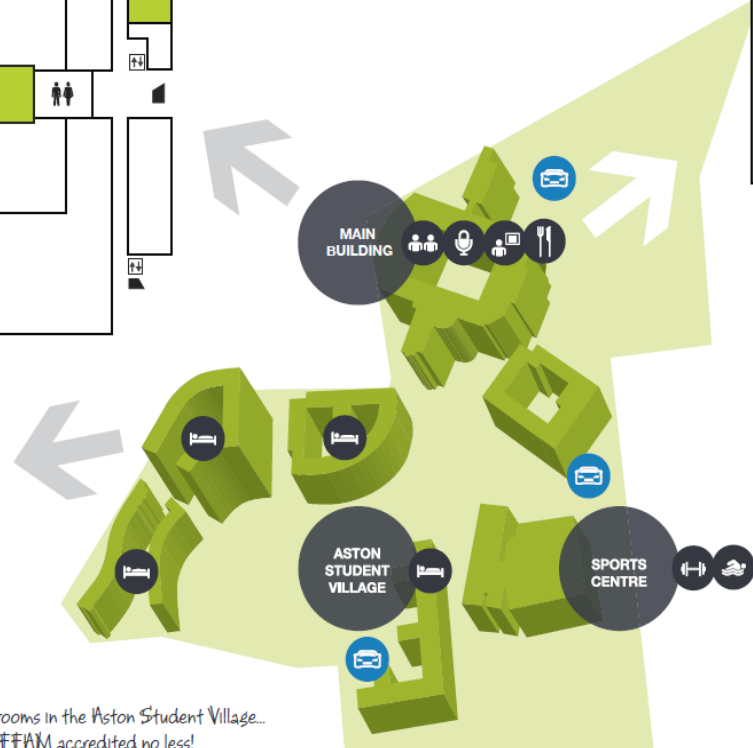 MAIN
BUILDING
ASTON
STUDENT
VILLAGE
SPORTS
CENTRE
rooms in the Aston Student Village...
accredited no less!